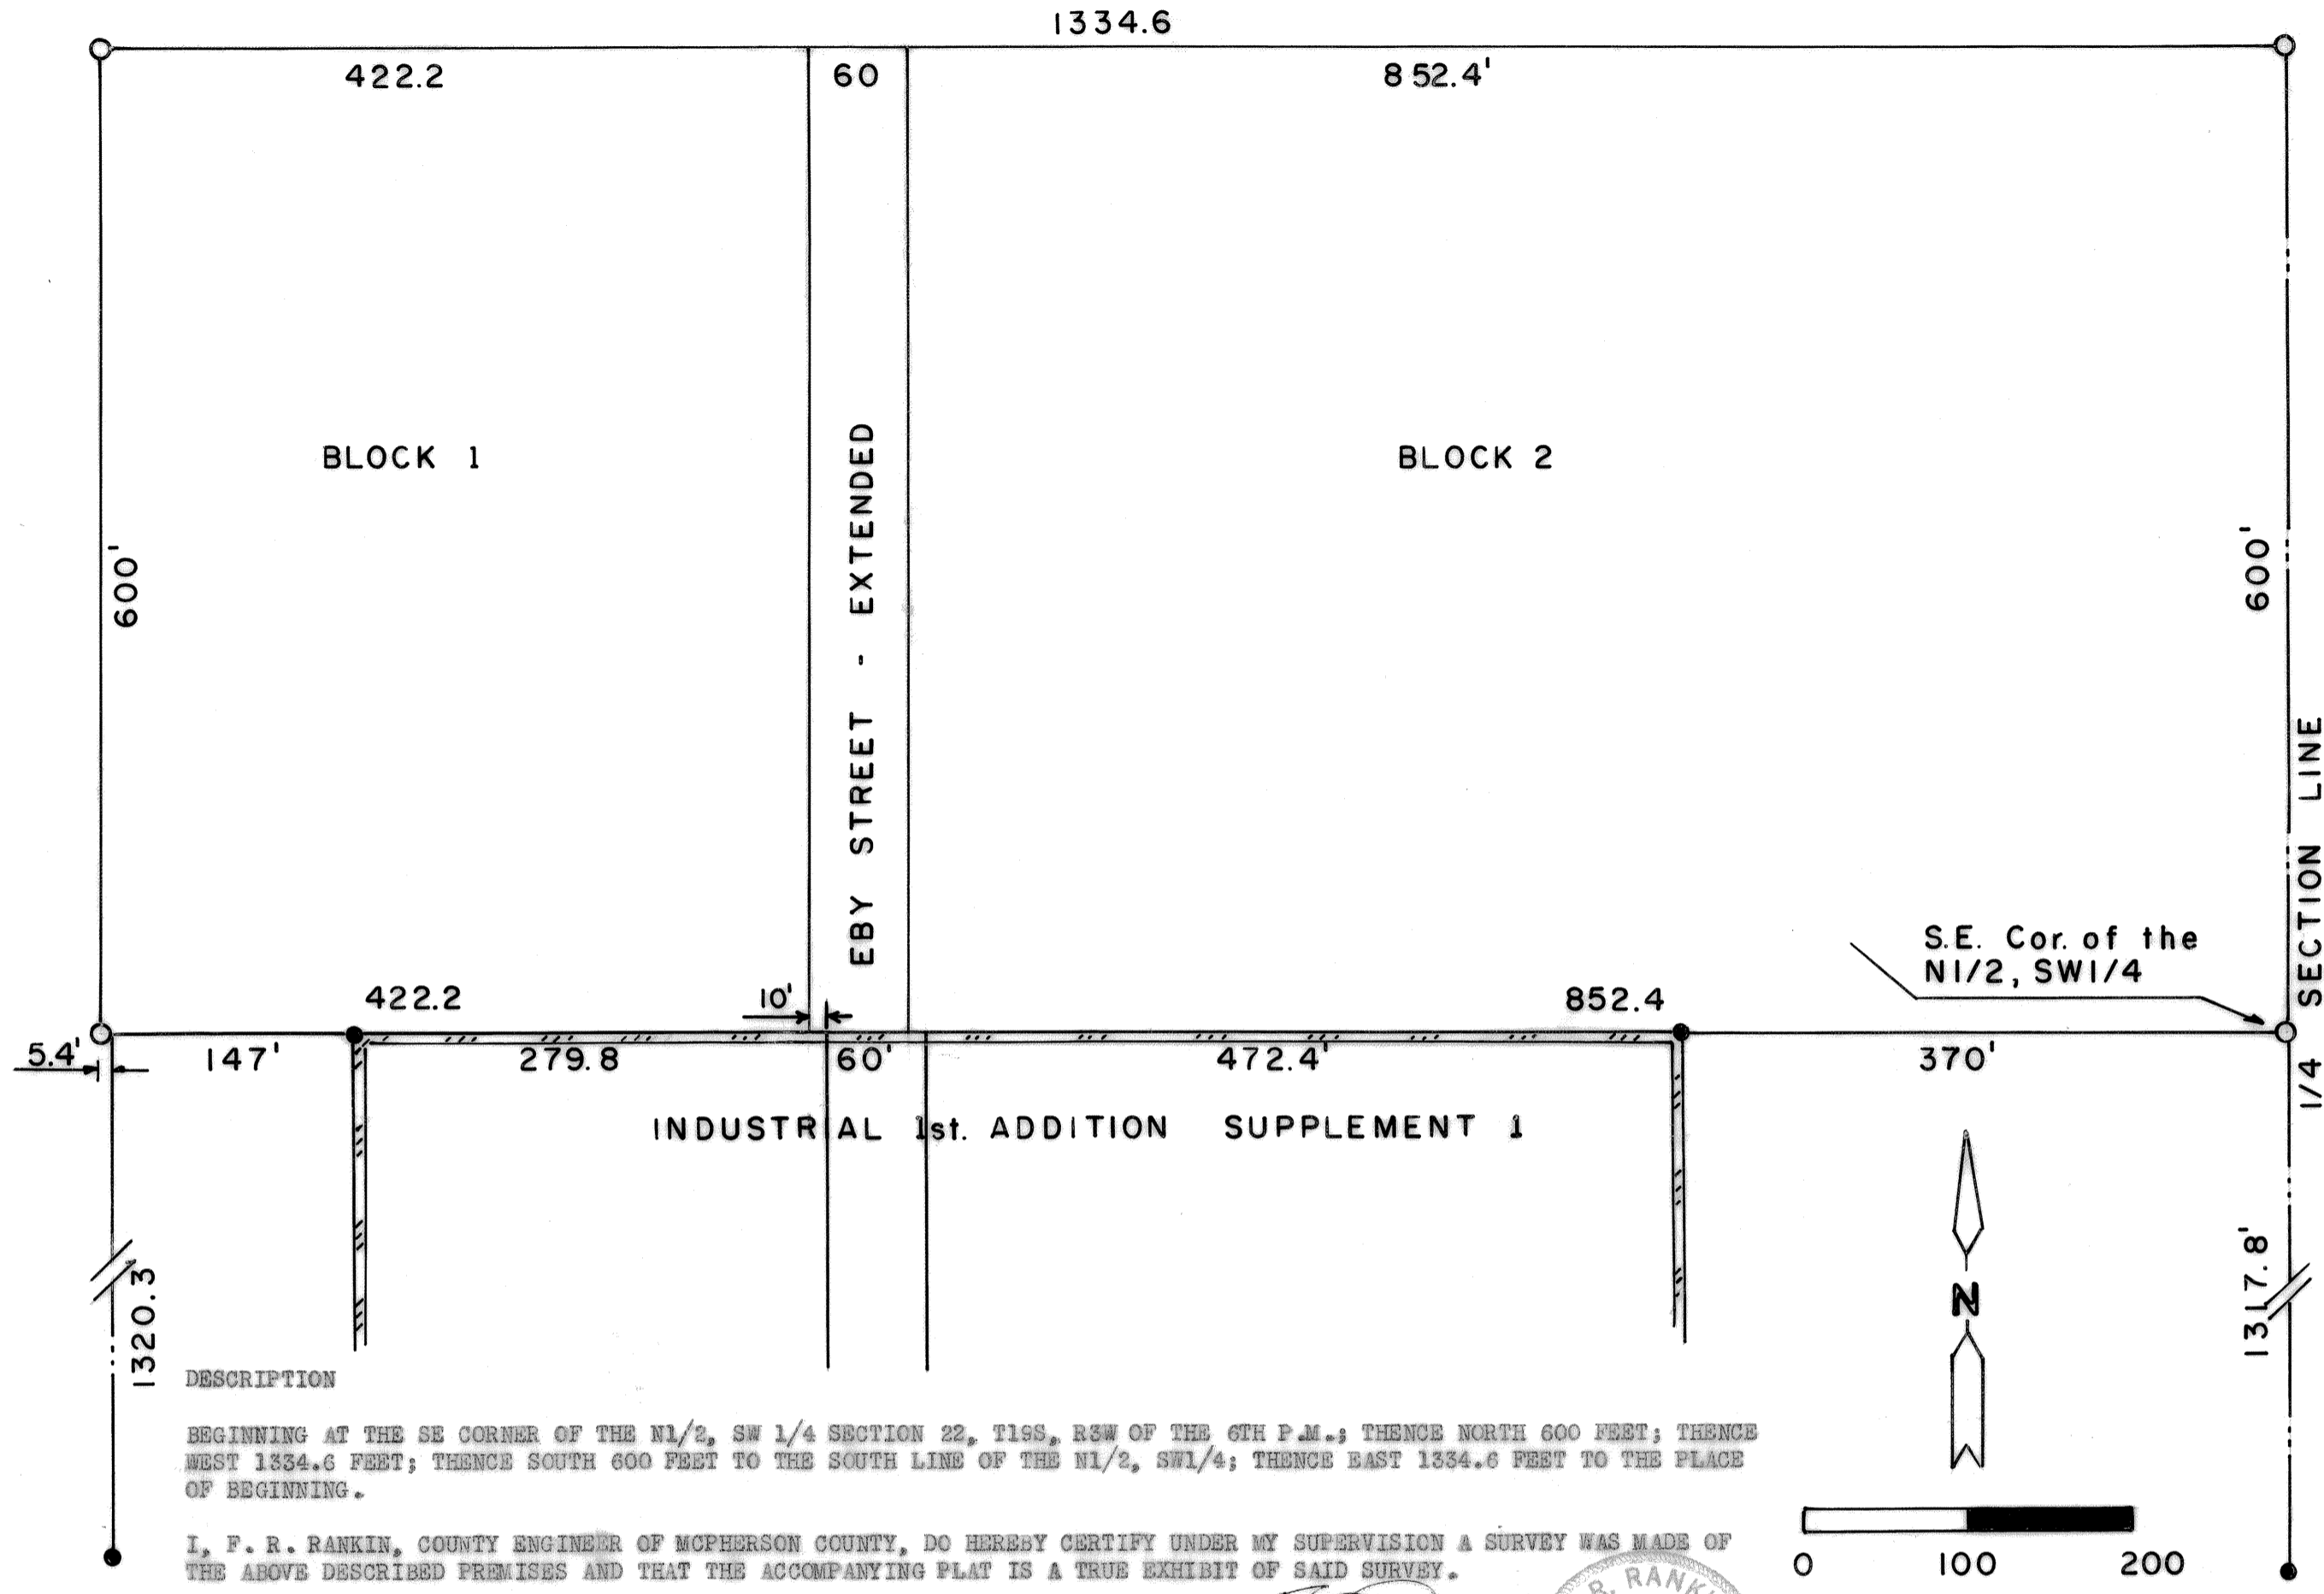 1334.6
422.2
60
852.4'
BLOCK 1
BLOCK 2
EBY STREET - EXTENDED
600'
600'
1/4 SECTION LINE
S.E. Cor. of the
N1/2, SW1/4
422.2
10'
852.4
5.4'
147'
279.8
60'
472.4'
370'
INDUSTRIAL 1st. ADDITION SUPPLEMENT 1
1320.3
1317.8'
N
DESCRIPTION
BEGINNING AT THE SE CORNER OF THE N1/2, SW 1/4 SECTION 22, T19S, R3W OF THE 6TH P.M.; THENCE NORTH 600 FEET; THENCE
WEST 1334.6 FEET; THENCE SOUTH 600 FEET TO THE SOUTH LINE OF THE N1/2, SW1/4; THENCE EAST 1334.6 FEET TO THE PLACE
OF BEGINNING.
I, F. R. RANKIN, COUNTY ENGINEER OF MCPHERSON COUNTY, DO HEREBY CERTIFY UNDER MY SUPERVISION A SURVEY WAS MADE OF
THE ABOVE DESCRIBED PREMISES AND THAT THE ACCOMPANYING PLAT IS A TRUE EXHIBIT OF SAID SURVEY.
0 100 200
R. RANK